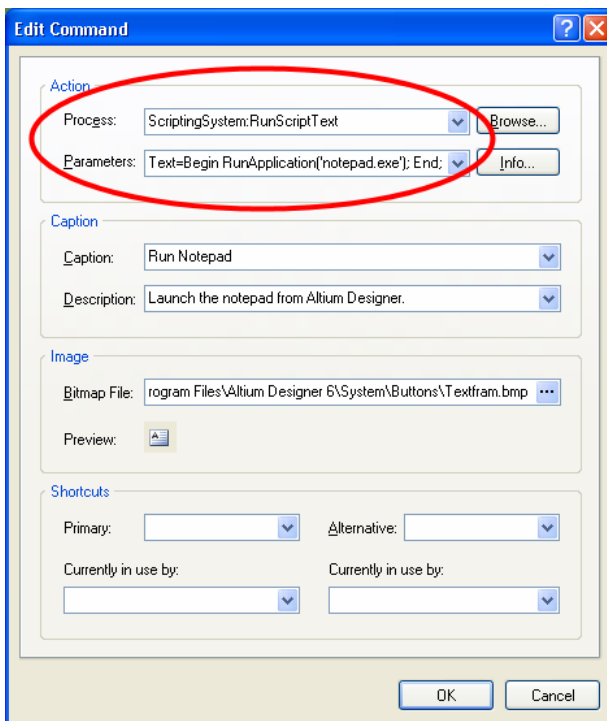 Edit Command
Action
Process: ScriptingSystem:RunScriptText Browse...
Parameters: Text=Begin RunApplication('notepad.exe'); End; Info...
Caption
Caption: Run Notepad
Description: Launch the notepad from Altium Designer.
Image
Bitmap File: rogram Files\Altium Designer 6\System\Buttons\Textfram.bmp ...
Preview:
Shortcuts
Primary: Alternative:
Currently in use by: Currently in use by:
OK Cancel